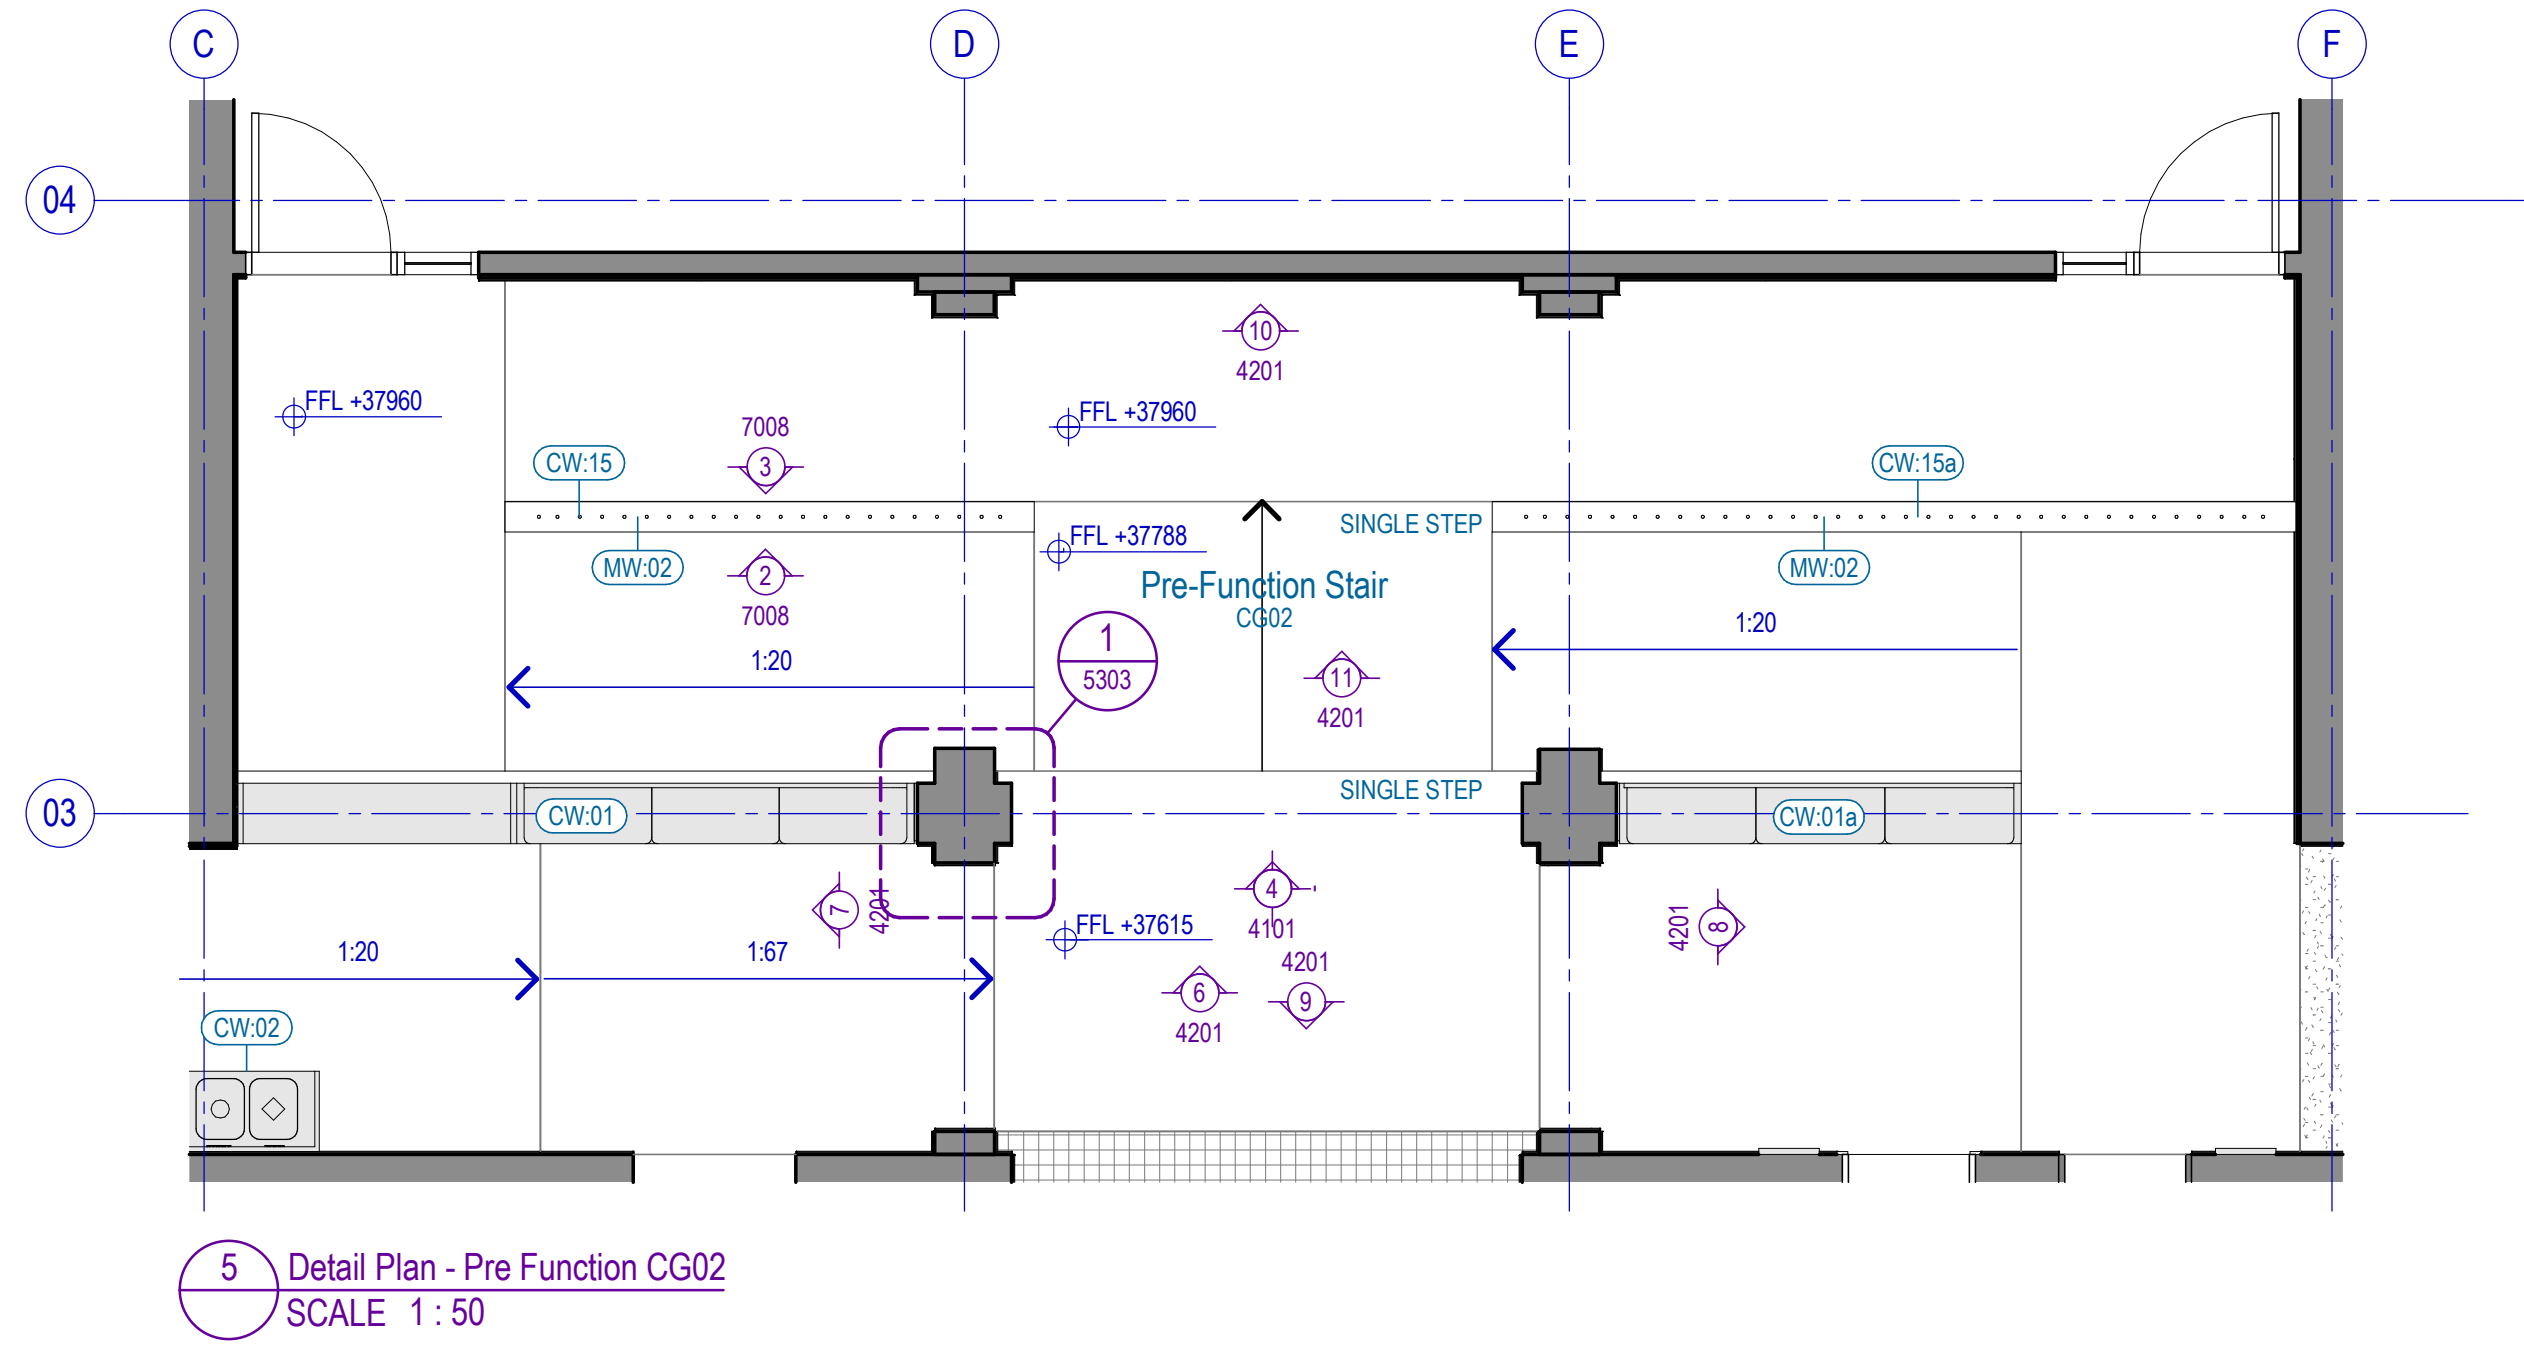 C
D
E
F
04
10
4201
FFL +37960
7008
3
FFL +37960
CW:15
CW:15a
SINGLE STEP
FFL +37788
MW:02
2
7008
MW:02
Pre-Function Stair
CG02
1:20
1
5303
1:20
11
4201
SINGLE STEP
03
CW:01
CW:01a
7
4201
4
4101
FFL +37615
4201
8
1:20
1:67
4201
9
6
4201
CW:02
5
Detail Plan - Pre Function CG02
SCALE 1 : 50